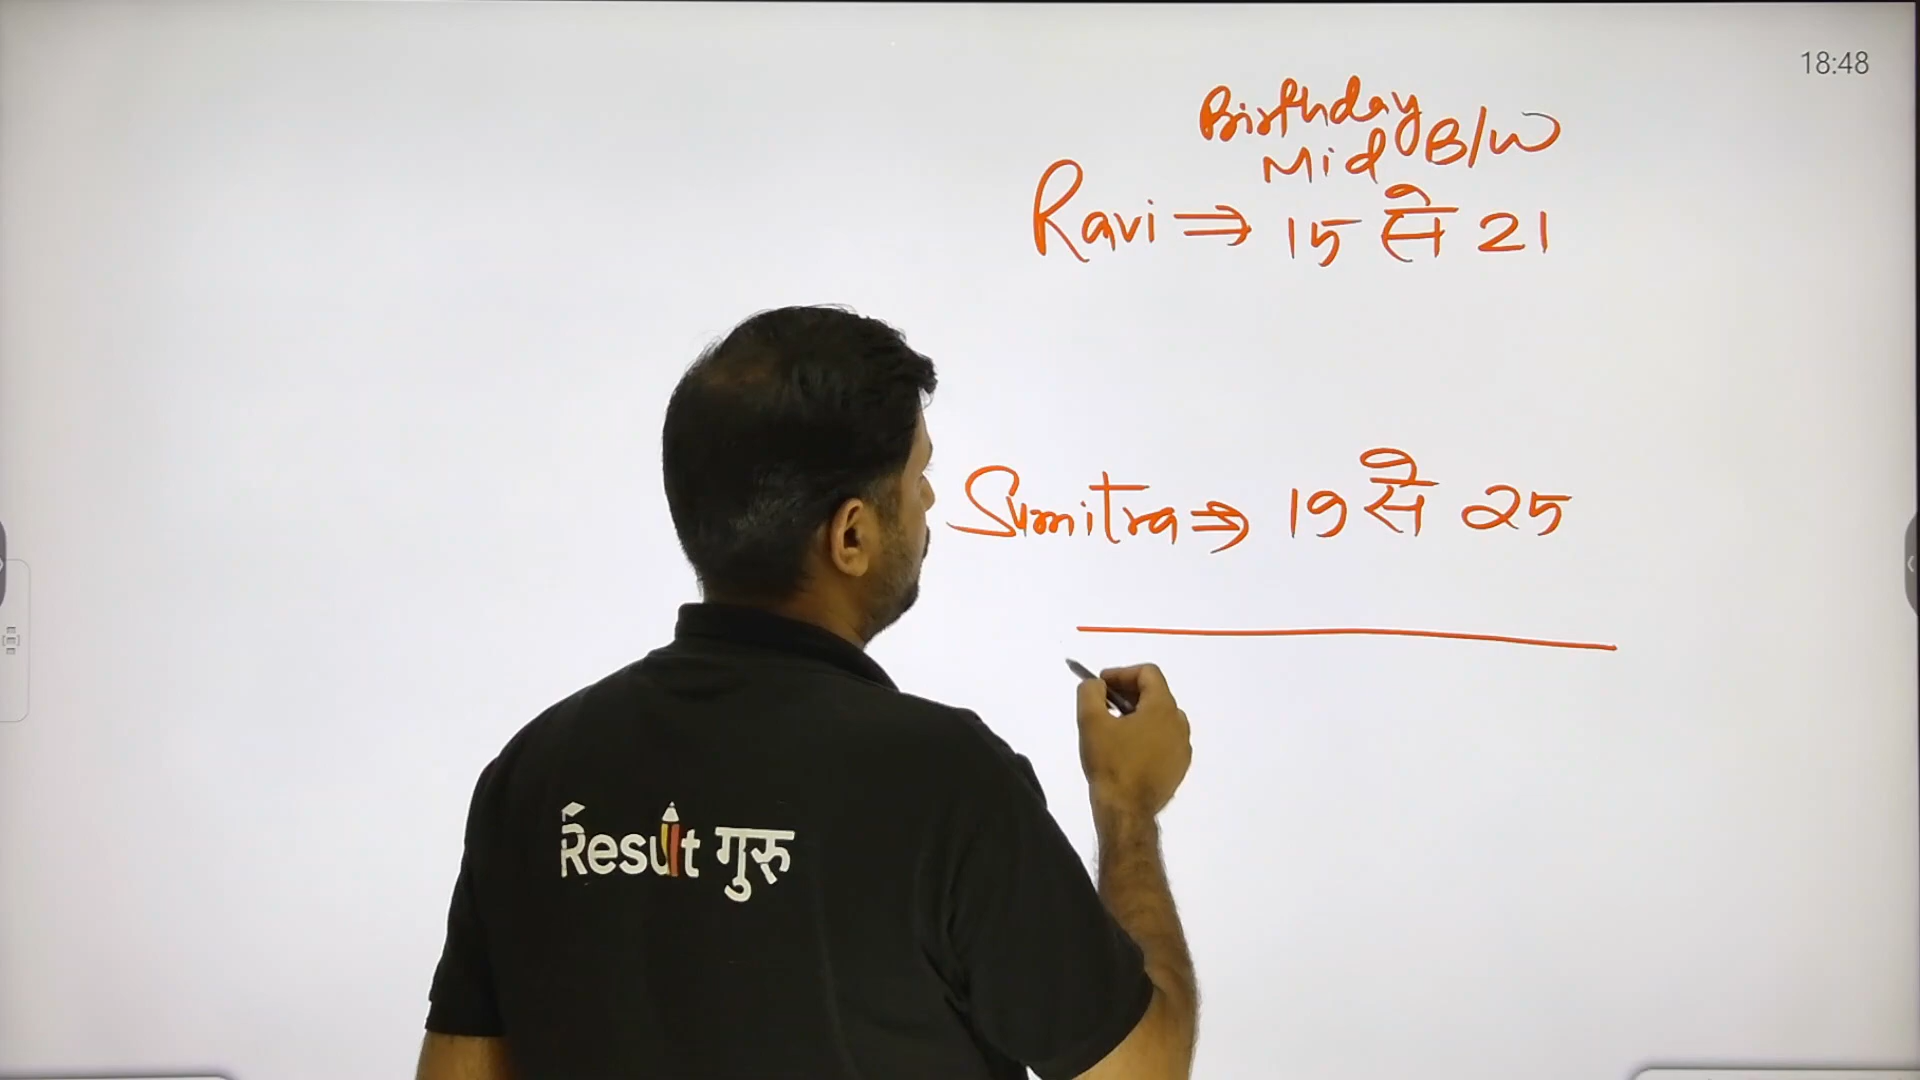 18:48
Birthday
Mid B/W
Ravi ⇒ 15 से 21
Sumitra ⇒ 19 से 25
Result गुरु